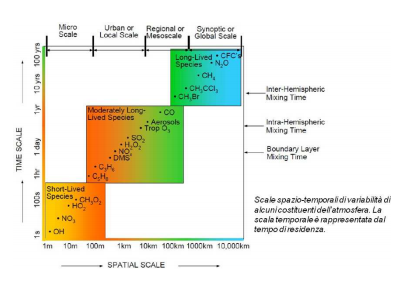 Micro
Scale
Urban or
Local Scale
Regional or
Mesoscale
Synoptic or
Global Scale
100 yrs
10 yrs
1 yr
1 day
1hr
100s
1s
TIME SCALE
Long-Lived
Species
CFC's
N2O
CH4
CH3CCl3
CH3Br
Moderately Long-
Lived Species
CO
Aerosols
Trop O3
SO2
H2O2
NOx
DMS
C3H8
C5H8
Short-Lived
Species
CH3O2
HO2
NO3
OH
Inter-Hemispheric
Mixing Time
Intra-Hemispheric
Mixing Time
Boundary Layer
Mixing Time
1m
10m
100m
1km
10km
100km
1000km
10,000km
SPATIAL SCALE
Scale spazio-temporali di variabilità di
alcuni costituenti dell'atmosfera. La
scala temporale è rappresentata dal
tempo di residenza.